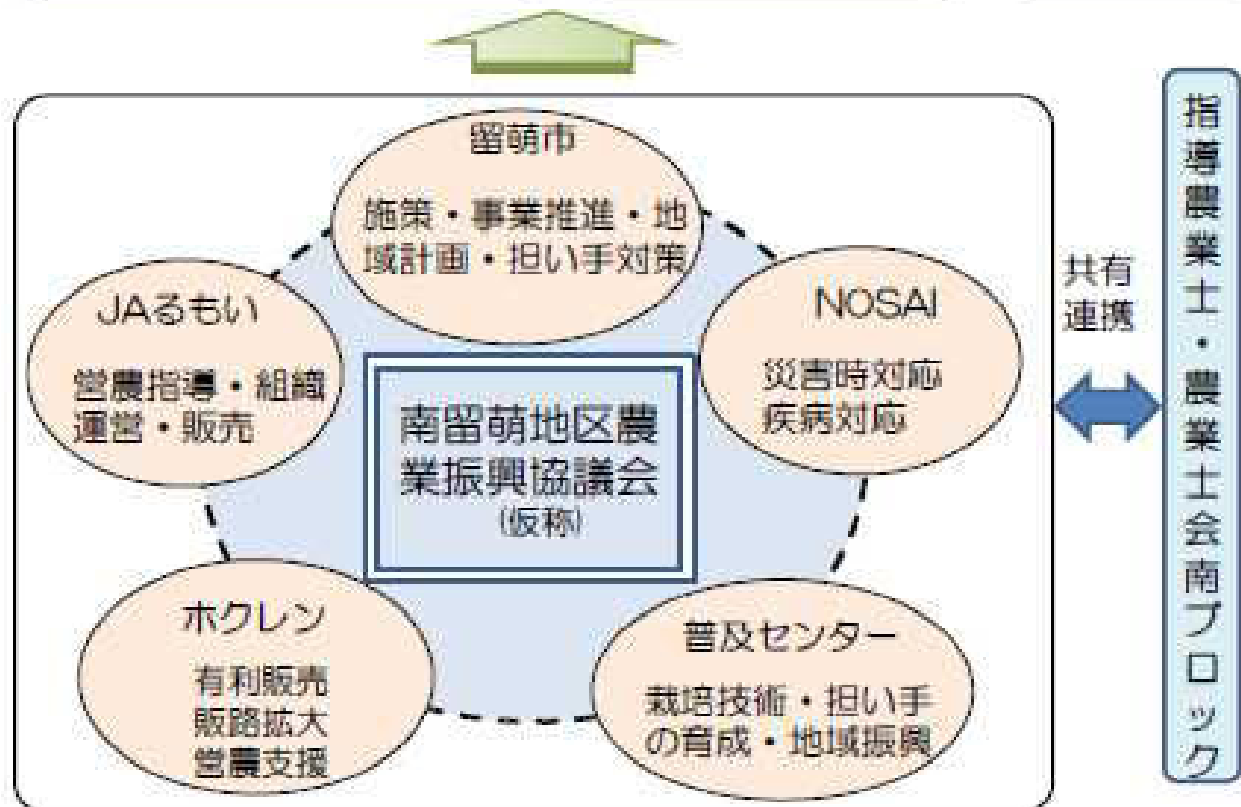 留萌市
施策・事業推進・地
域計画・担い手対策
JAるもい
営農指導・組織
運営・販売
NOSAI
災害時対応
疾病対応
南留萌地区農
業振興協議会
(仮称)
ホクレン
有利販売
販路拡大
営農支援
普及センター
栽培技術・担い手
の育成・地域振興
共有
連携
指導農業士・農業士会南ブロック